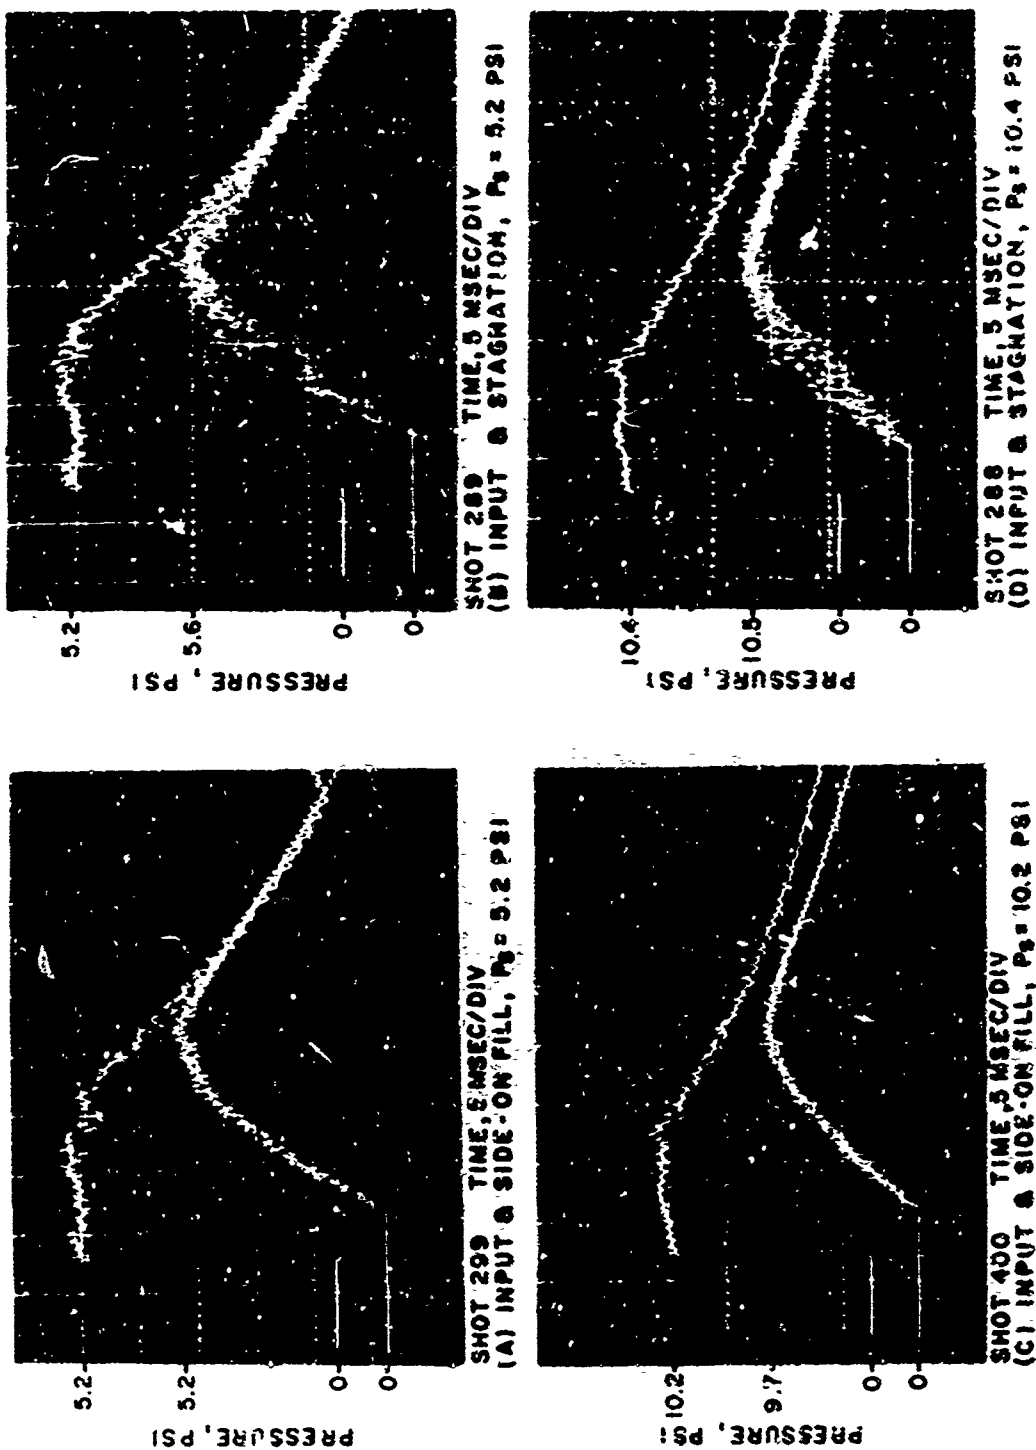 PRESSURE, PSI
5.2
5.2
0
0
SHOT 299 TIME, 5 MSEC/DIV
(A) INPUT & SIDE-ON FILL, Ps = 5.2 PSI
PRESSURE, PSI
5.2
5.6
0
0
SHOT 289 TIME, 5 MSEC/DIV
(B) INPUT & STAGNATION, Ps = 5.2 PSI
PRESSURE, PSI
10.2
9.7
0
0
SHOT 400 TIME, 5 MSEC/DIV
(C) INPUT & SIDE-ON FILL, Ps = 10.2 PSI
PRESSURE, PSI
10.4
10.5
0
0
SHOT 288 TIME, 5 MSEC/DIV
(D) INPUT & STAGNATION, Ps = 10.4 PSI